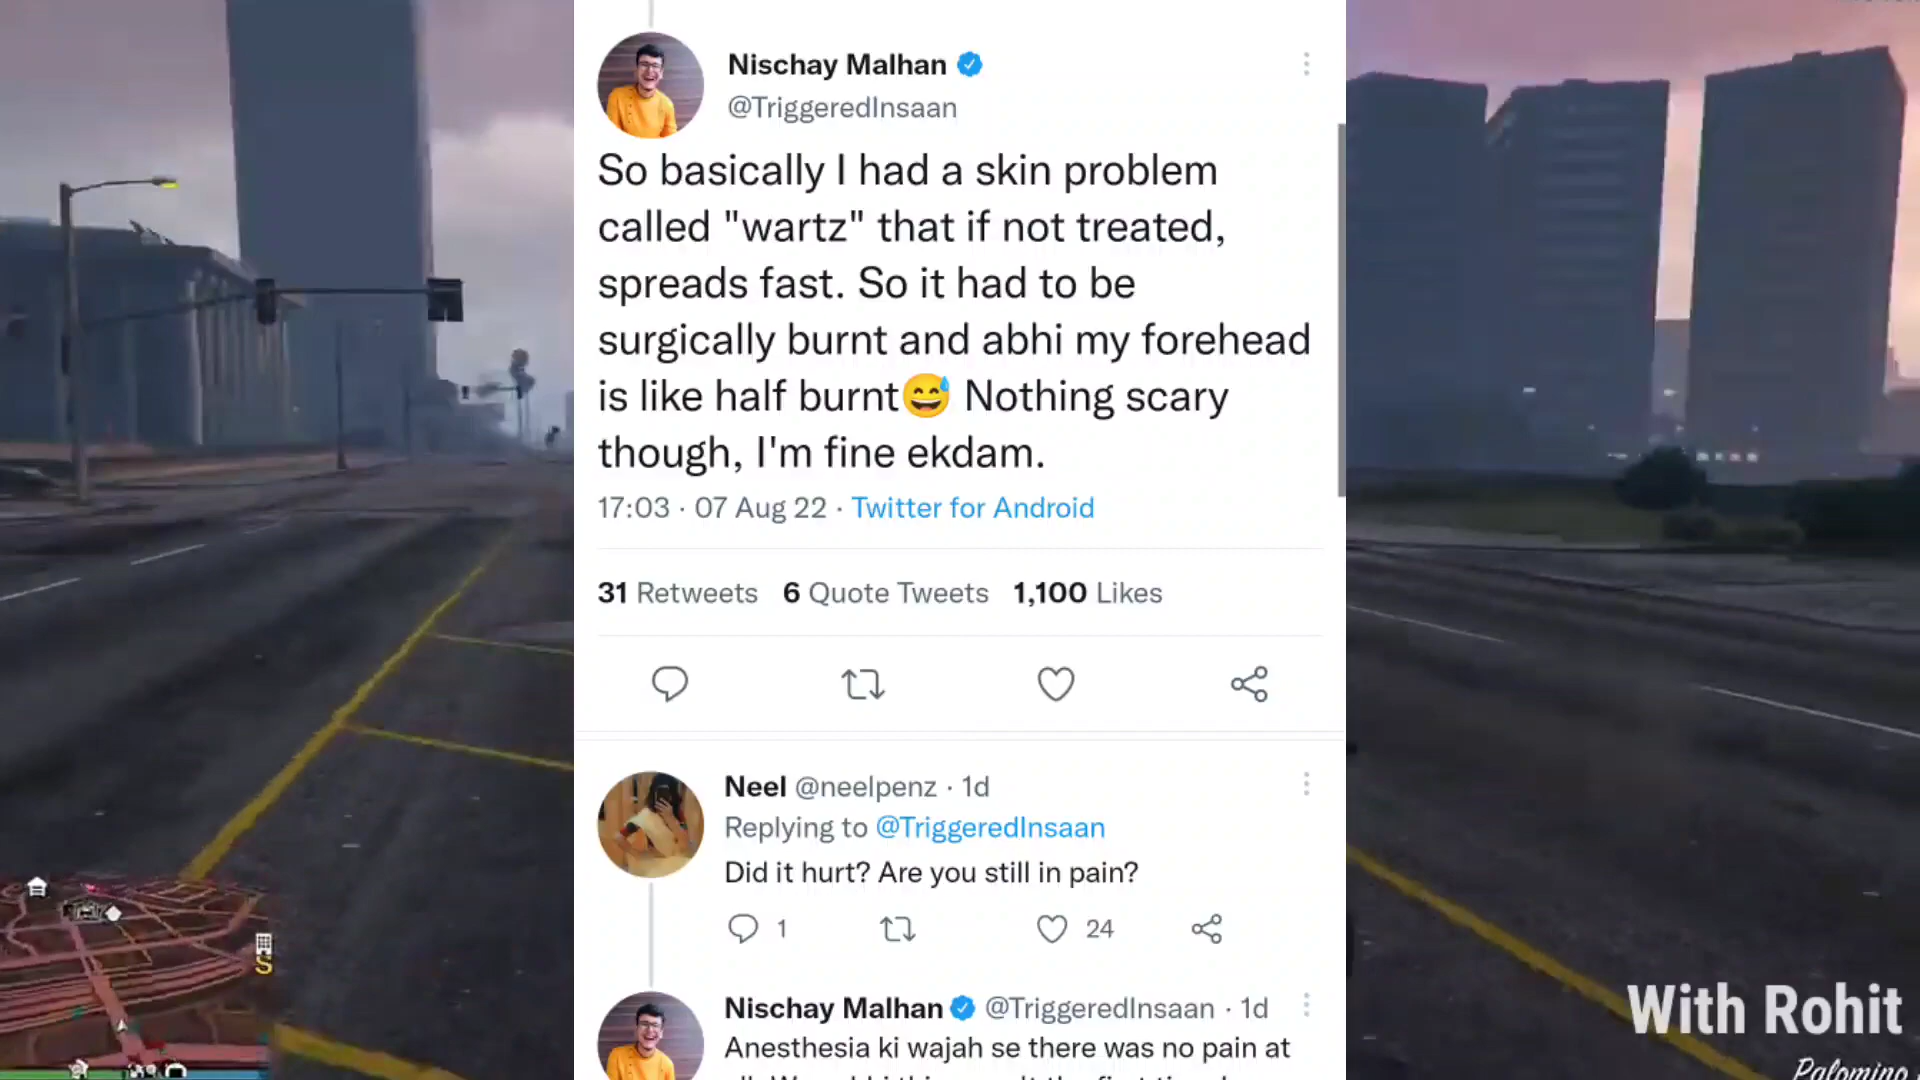 Nischay Malhan
@TriggeredInsaan
So basically I had a skin problem
called "wartz" that if not treated,
spreads fast. So it had to be
surgically burnt and abhi my forehead
is like half burnt😅 Nothing scary
though, I'm fine ekdam.
17:03 · 07 Aug 22 · Twitter for Android
31 Retweets 6 Quote Tweets 1,100 Likes
Neel @neelpenz · 1d
Replying to @TriggeredInsaan
Did it hurt? Are you still in pain?
1 24
Nischay Malhan @TriggeredInsaan · 1d
Anesthesia ki wajah se there was no pain at
S
With Rohit
Palomino